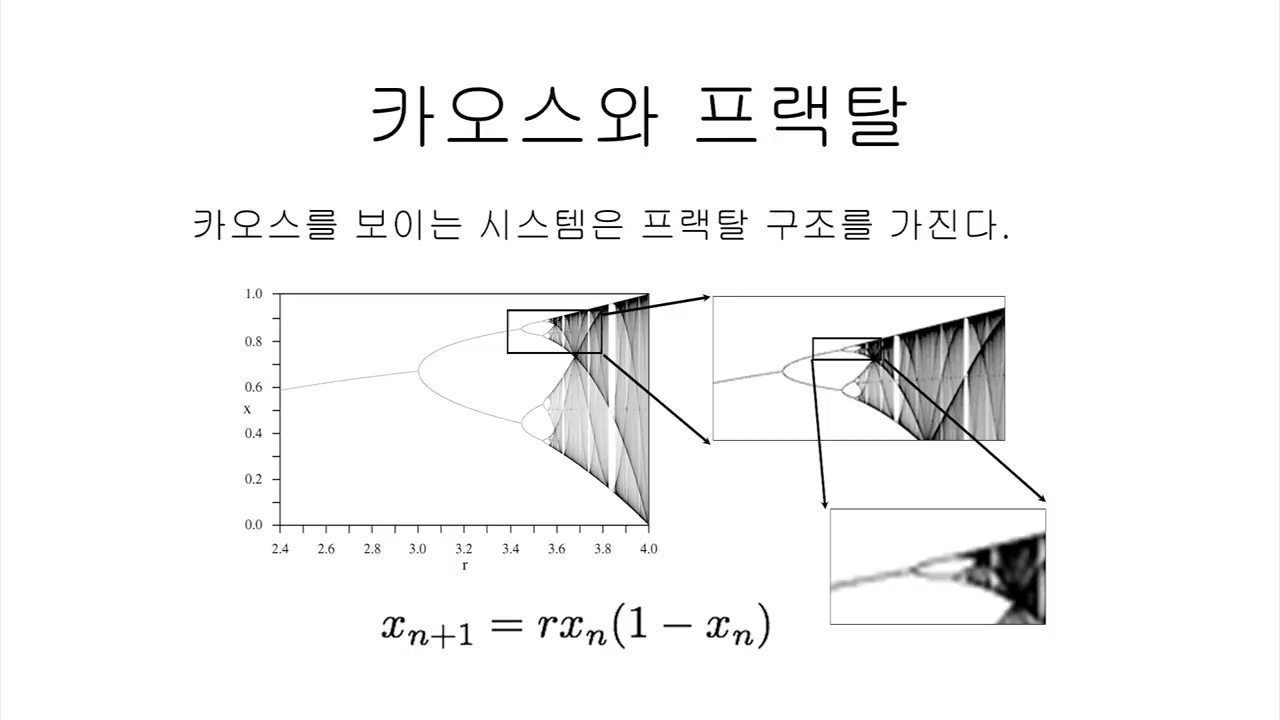 카오스와 프랙탈
카오스를 보이는 시스템은 프랙탈 구조를 가진다.
1.0
0.8
0.6
x
0.4
0.2
0.0
2.4 2.6 2.8 3.0 3.2 3.4 3.6 3.8 4.0
r
xₙ₊₁ = rxₙ(1 − xₙ)